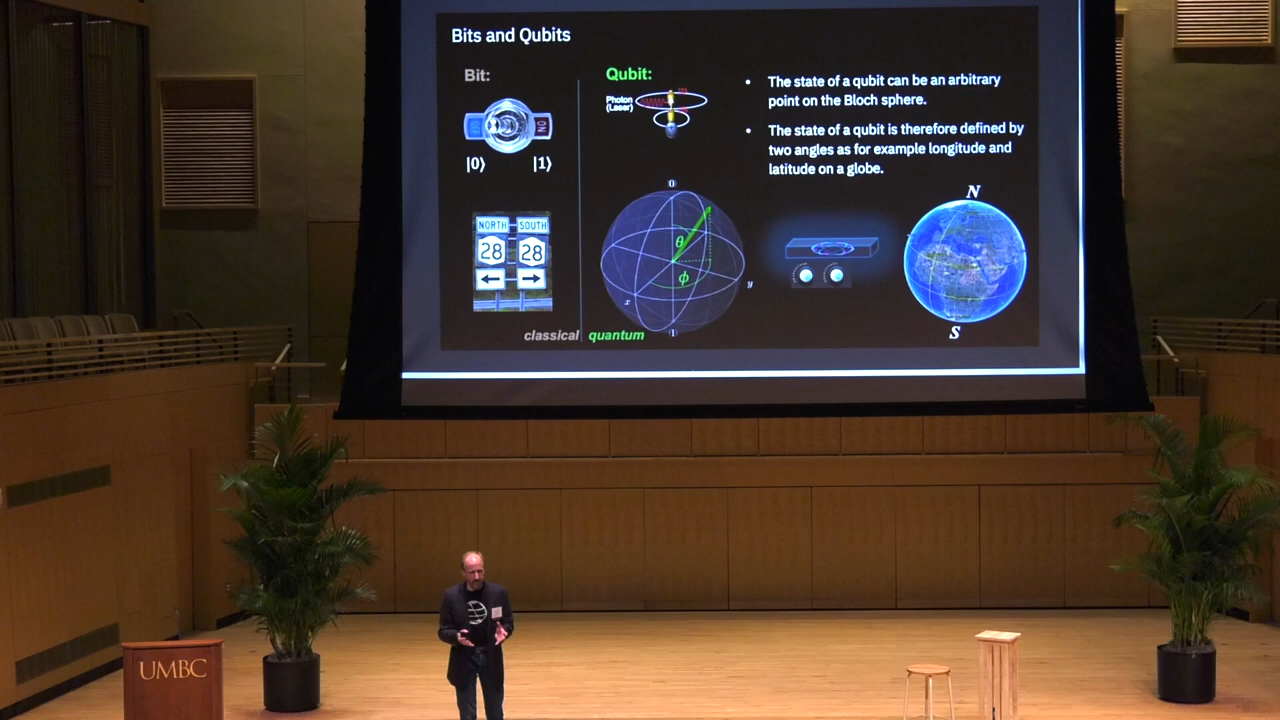 Bits and Qubits
Bit:
|0⟩
|1⟩
NORTH
SOUTH
28
28
classical
quantum
Qubit:
Photon
(Laser)
0
θ
ϕ
x
y
• The state of a qubit can be an arbitrary
point on the Bloch sphere.
• The state of a qubit is therefore defined by
two angles as for example longitude and
latitude on a globe.
N
S
UMBC